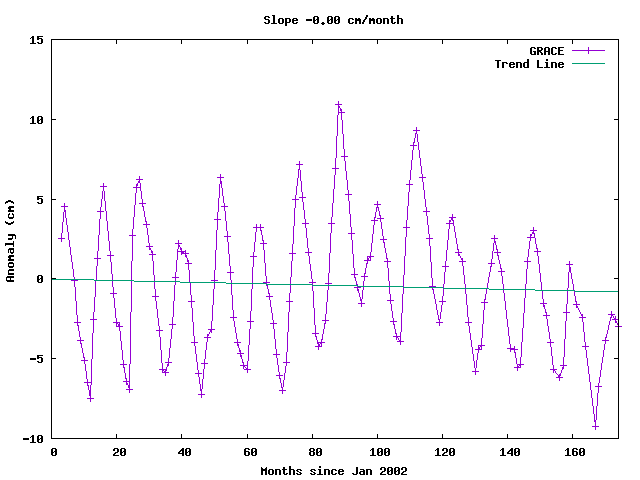 Slope -0.00 cm/month
15
GRACE
Trend Line
10
5
Anomaly (cm)
0
-5
-10
0 20 40 60 80 100 120 140 160
Months since Jan 2002